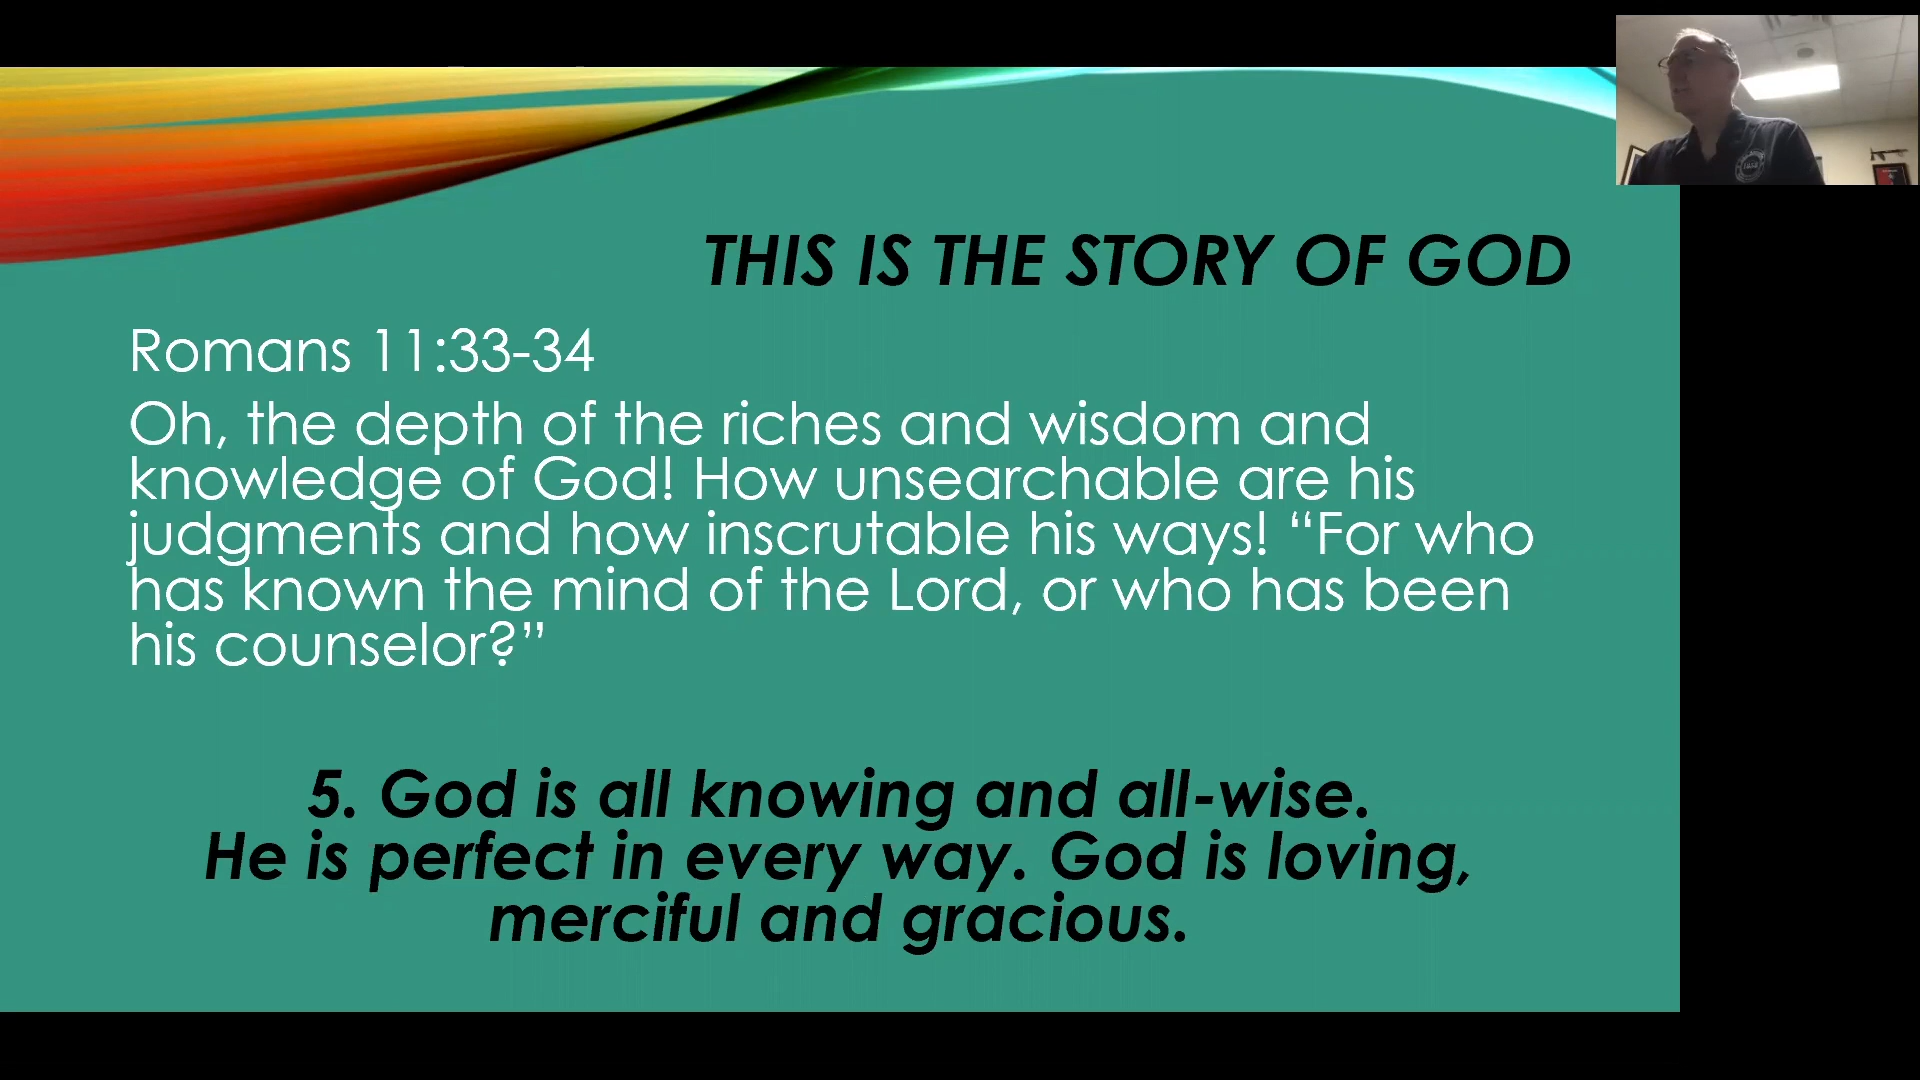 THIS IS THE STORY OF GOD
Romans 11:33-34
Oh, the depth of the riches and wisdom and
knowledge of God! How unsearchable are his
judgments and how inscrutable his ways! “For who
has known the mind of the Lord, or who has been
his counselor?”
5. God is all knowing and all-wise.
He is perfect in every way. God is loving,
merciful and gracious.